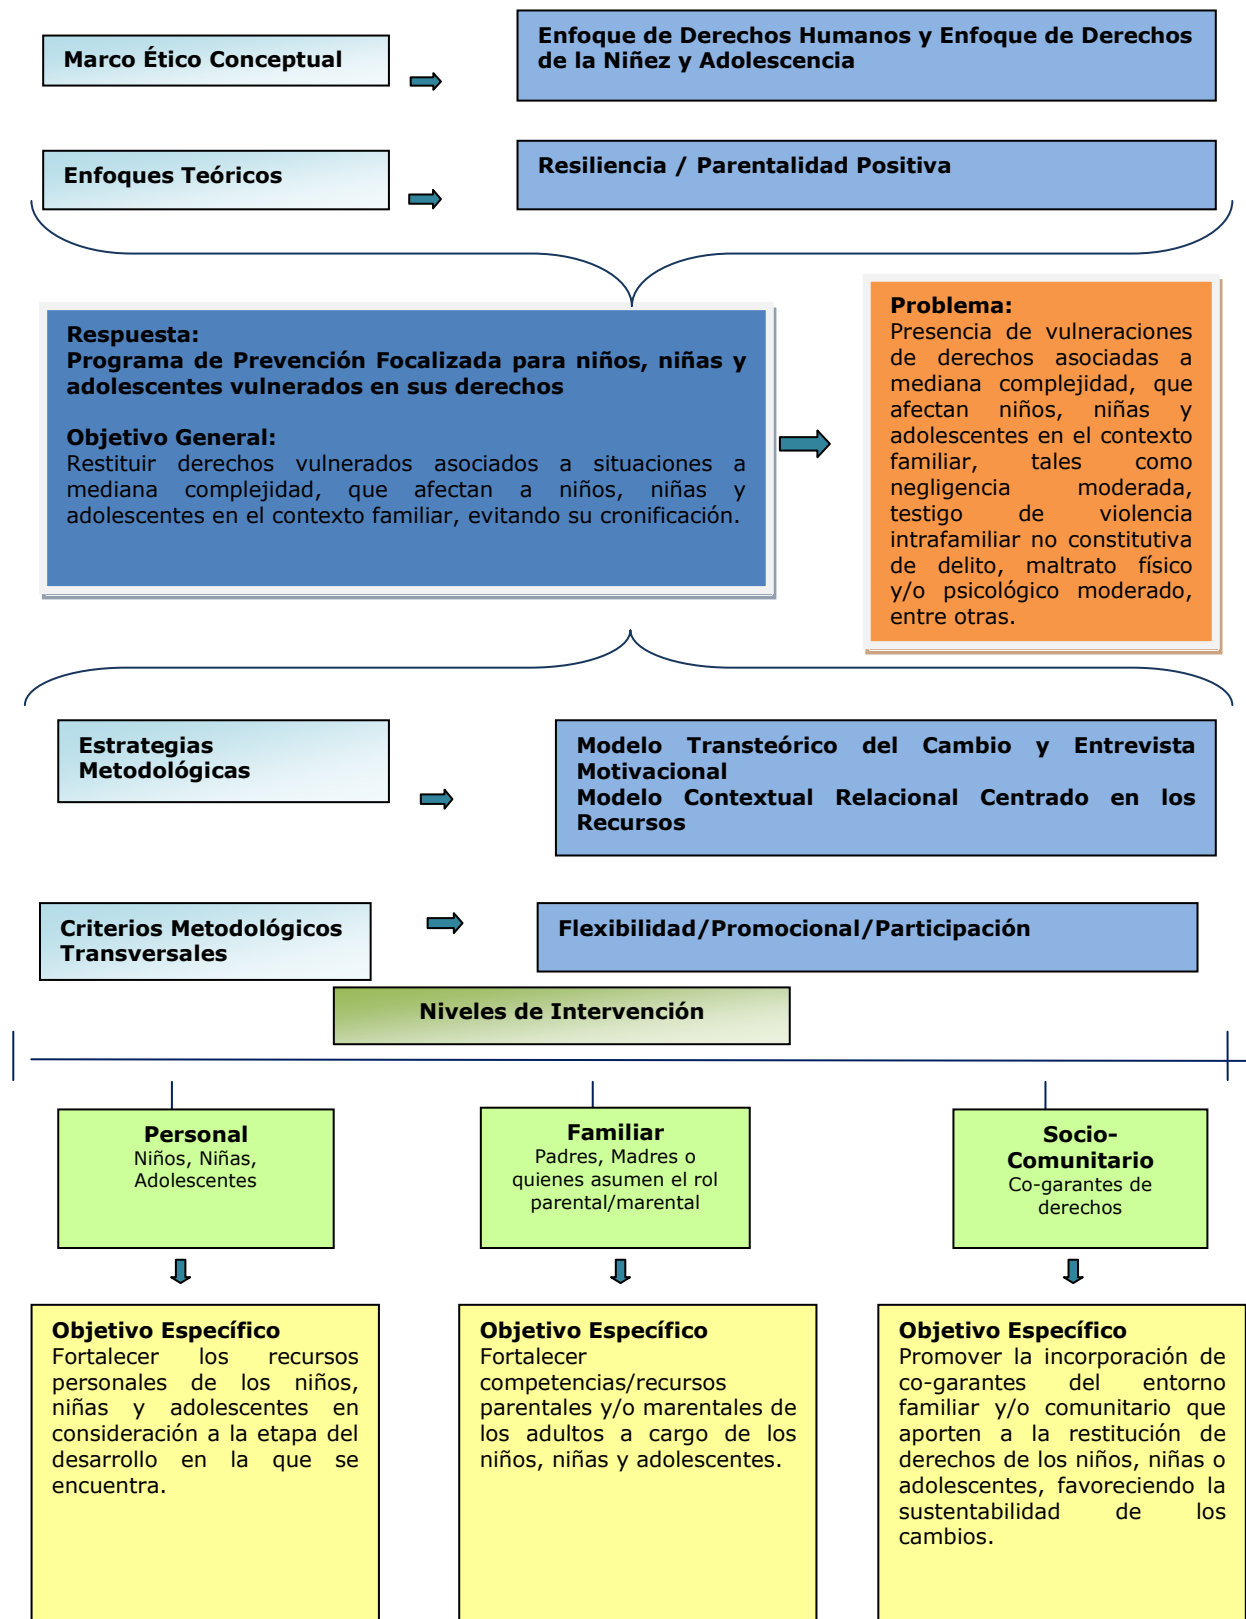 Marco Ético Conceptual
Enfoque de Derechos Humanos y Enfoque de Derechos
de la Niñez y Adolescencia
Enfoques Teóricos
Resiliencia / Parentalidad Positiva
Respuesta:
Programa de Prevención Focalizada para niños, niñas y
adolescentes vulnerados en sus derechos
Objetivo General:
Restituir derechos vulnerados asociados a situaciones a
mediana complejidad, que afectan a niños, niñas y
adolescentes en el contexto familiar, evitando su cronificación.
Problema:
Presencia de vulneraciones
de derechos asociadas a
mediana complejidad, que
afectan niños, niñas y
adolescentes en el contexto
familiar, tales como
negligencia moderada,
testigo de violencia
intrafamiliar no constitutiva
de delito, maltrato físico
y/o psicológico moderado,
entre otras.
Estrategias
Metodológicas
Modelo Transteórico del Cambio y Entrevista
Motivacional
Modelo Contextual Relacional Centrado en los
Recursos
Criterios Metodológicos
Transversales
Flexibilidad/Promocional/Participación
Niveles de Intervención
Personal
Niños, Niñas,
Adolescentes
Familiar
Padres, Madres o
quienes asumen el rol
parental/marental
Socio-
Comunitario
Co-garantes de
derechos
Objetivo Específico
Fortalecer los recursos
personales de los niños,
niñas y adolescentes en
consideración a la etapa del
desarrollo en la que se
encuentra.
Objetivo Específico
Fortalecer
competencias/recursos
parentales y/o marentales de
los adultos a cargo de los
niños, niñas y adolescentes.
Objetivo Específico
Promover la incorporación de
co-garantes del entorno
familiar y/o comunitario que
aporten a la restitución de
derechos de los niños, niñas o
adolescentes, favoreciendo la
sustentabilidad de los
cambios.